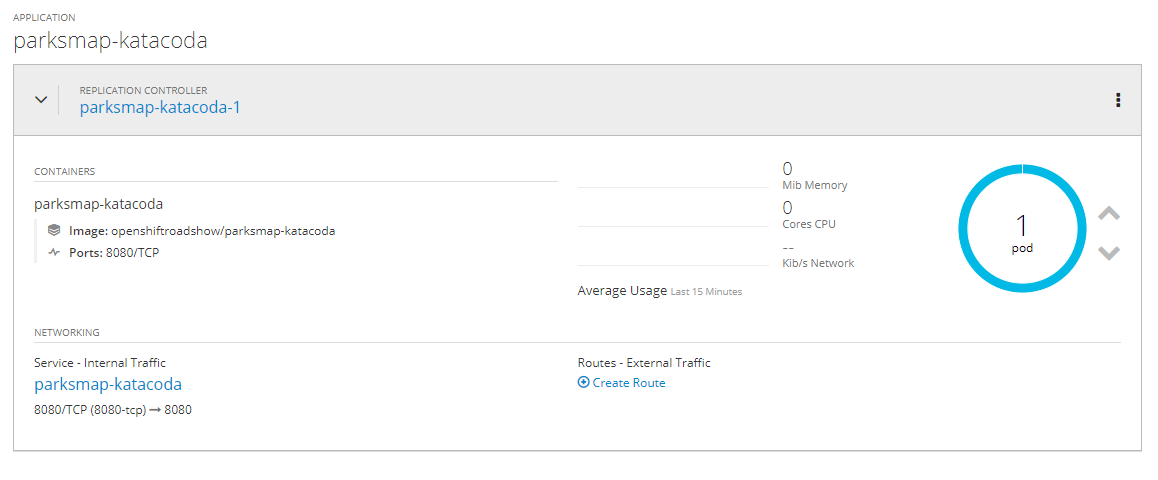 APPLICATION
parksmap-katacoda
REPLICATION CONTROLLER
parksmap-katacoda-1
CONTAINERS
parksmap-katacoda
Image: openshiftroadshow/parksmap-katacoda
Ports: 8080/TCP
0
Mib Memory
0
Cores CPU
--
Kib/s Network
Average Usage Last 15 Minutes
1
pod
NETWORKING
Service - Internal Traffic
parksmap-katacoda
8080/TCP (8080-tcp) → 8080
Routes - External Traffic
Create Route